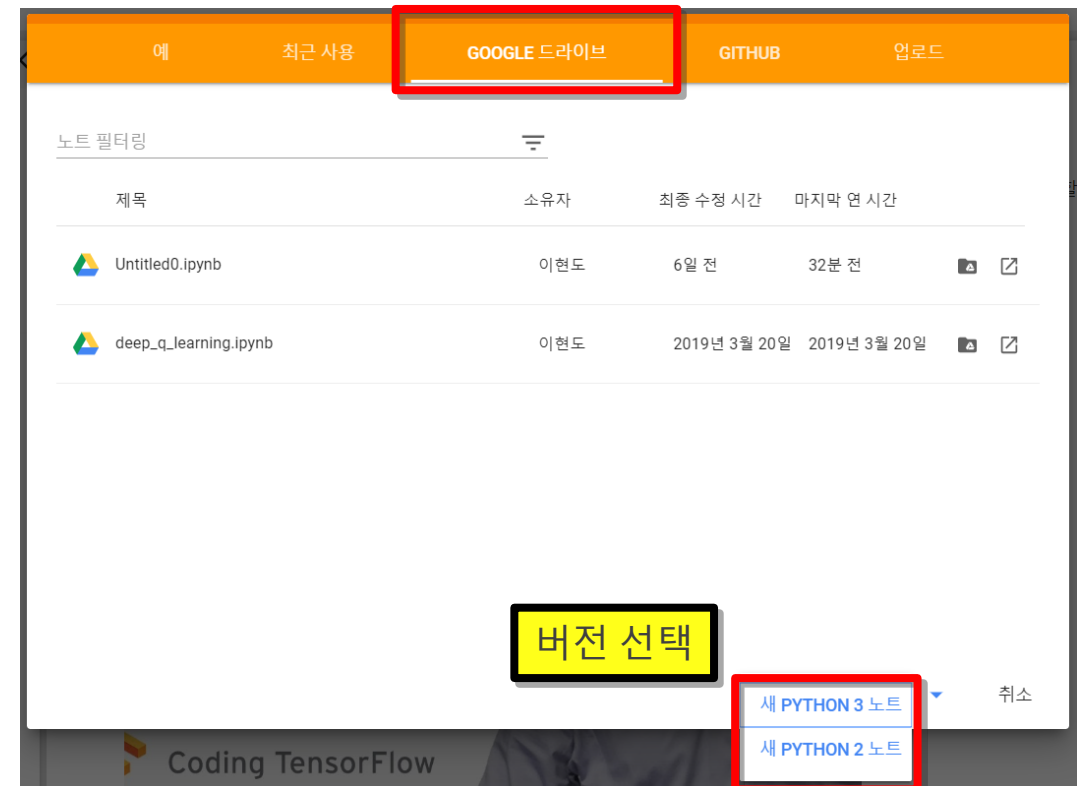 예 최근 사용 GOOGLE 드라이브 GITHUB 업로드
노트 필터링
제목 소유자 최종 수정 시간 마지막 연 시간
Untitled0.ipynb 이현도 6일 전 32분 전
deep_q_learning.ipynb 이현도 2019년 3월 20일 2019년 3월 20일
버전 선택
새 PYTHON 3 노트 취소
새 PYTHON 2 노트
Coding TensorFlow